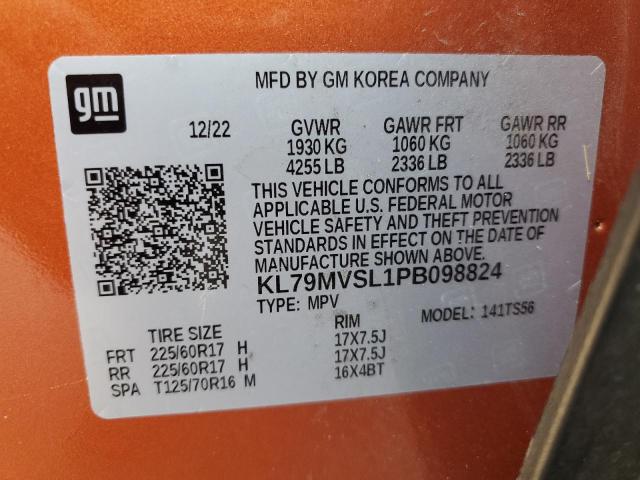 gm
MFD BY GM KOREA COMPANY
12/22 GVWR GAWR FRT GAWR RR
1930 KG 1060 KG 1060 KG
4255 LB 2336 LB 2336 LB
THIS VEHICLE CONFORMS TO ALL
APPLICABLE U.S. FEDERAL MOTOR
VEHICLE SAFETY AND THEFT PREVENTION
STANDARDS IN EFFECT ON THE DATE OF
MANUFACTURE SHOWN ABOVE.
KL79MVSL1PB098824
TYPE: MPV MODEL: 141TS56
TIRE SIZE RIM
FRT 225/60R17 H 17X7.5J
RR 225/60R17 H 17X7.5J
SPA T125/70R16 M 16X4BT